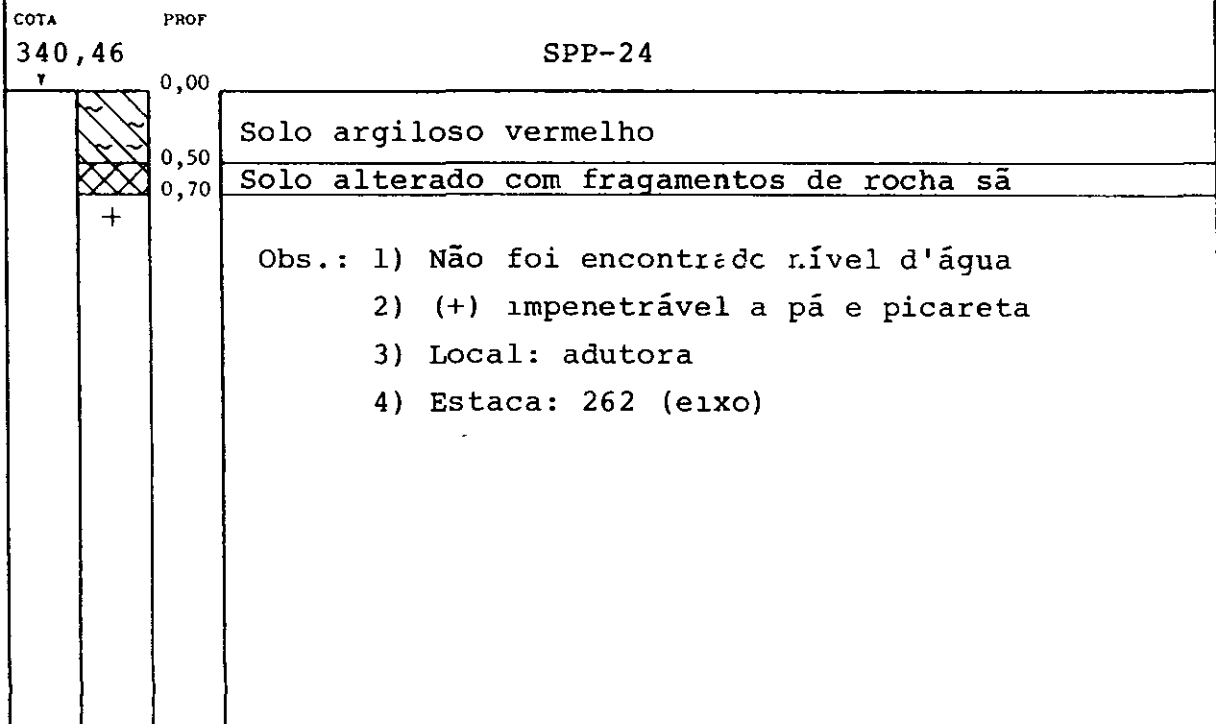 COTA PROF
340,46 SPP-24
0,00
Solo argiloso vermelho
0,50
Solo alterado com fragamentos de rocha sã
0,70
+
Obs.: 1) Não foi encontrado nível d'água
2) (+) impenetrável a pá e picareta
3) Local: adutora
4) Estaca: 262 (eixo)